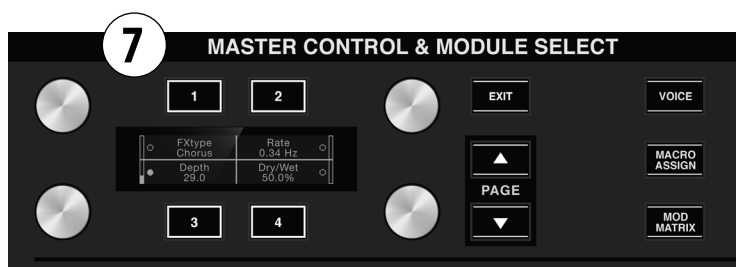 7
MASTER CONTROL & MODULE SELECT
1
2
EXIT
VOICE
FXtype
Chorus
Rate
0.34 Hz
Depth
29.0
Dry/Wet
50.0%
PAGE
MACRO
ASSIGN
3
4
MOD
MATRIX